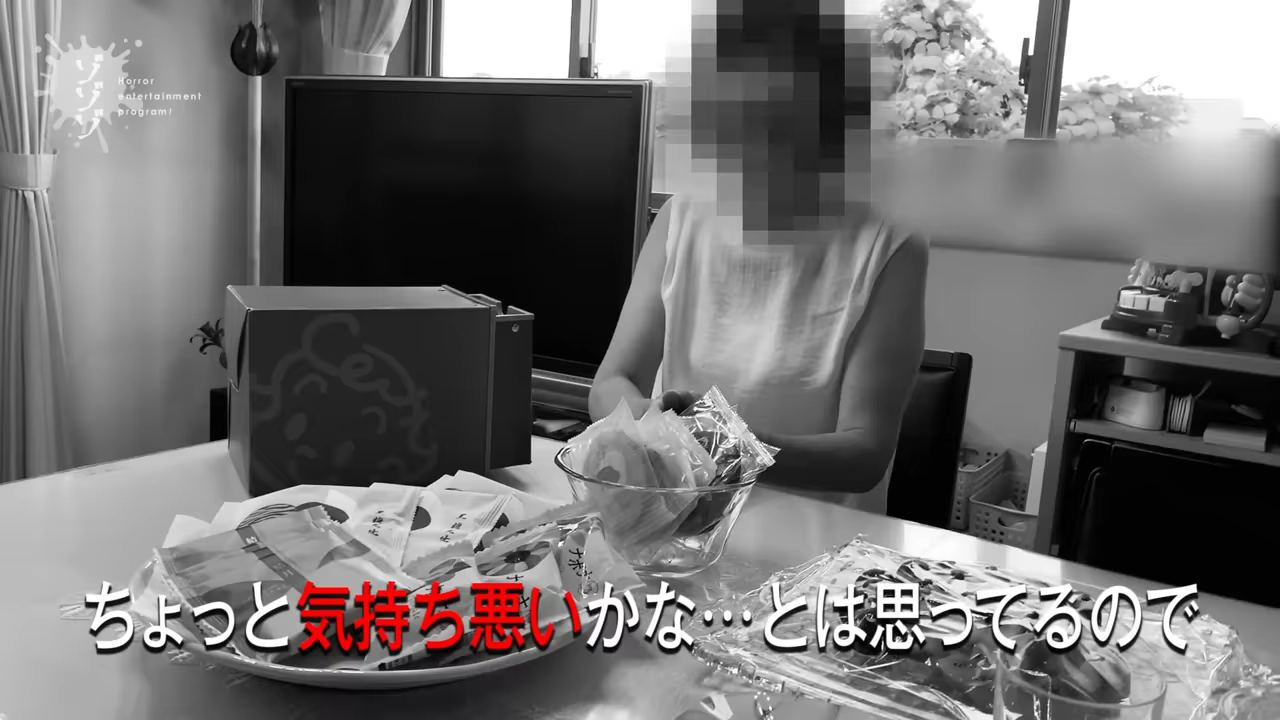 ゾゾゾ
Horror
entertainment
program!
ちょっと気持ち悪いかな…とは思ってるので